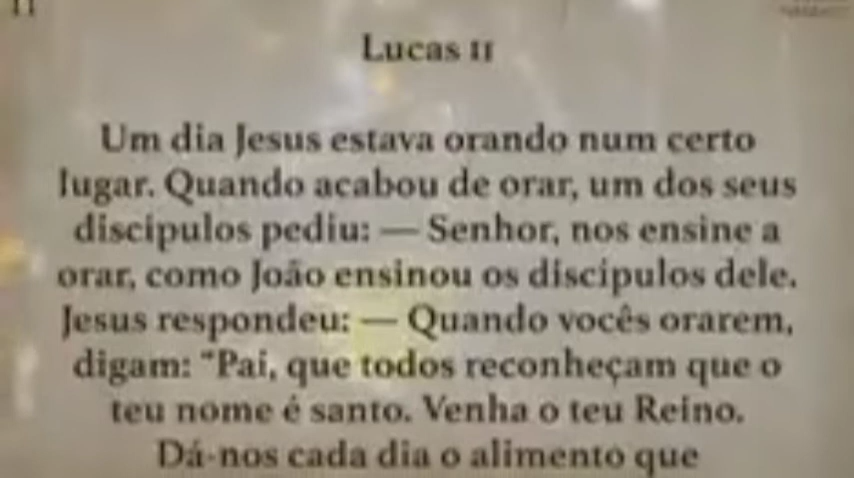 11
Lucas 11
Um dia Jesus estava orando num certo
lugar. Quando acabou de orar, um dos seus
discípulos pediu: — Senhor, nos ensine a
orar, como João ensinou os discípulos dele.
Jesus respondeu: — Quando vocês orarem,
digam: "Pai, que todos reconheçam que o
teu nome é santo. Venha o teu Reino.
Dá-nos cada dia o alimento que